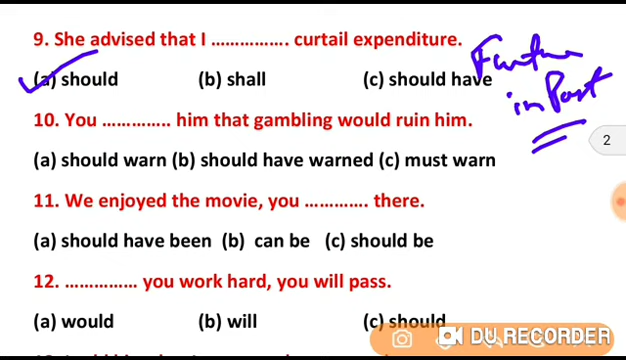 9. She advised that I ................ curtail expenditure.
(a) should (b) shall (c) should have
Future
in Past
10. You ............. him that gambling would ruin him.
2
(a) should warn (b) should have warned (c) must warn
11. We enjoyed the movie, you ............. there.
(a) should have been (b) can be (c) should be
12. ............... you work hard, you will pass.
(a) would (b) will (c) should
DU RECORDER